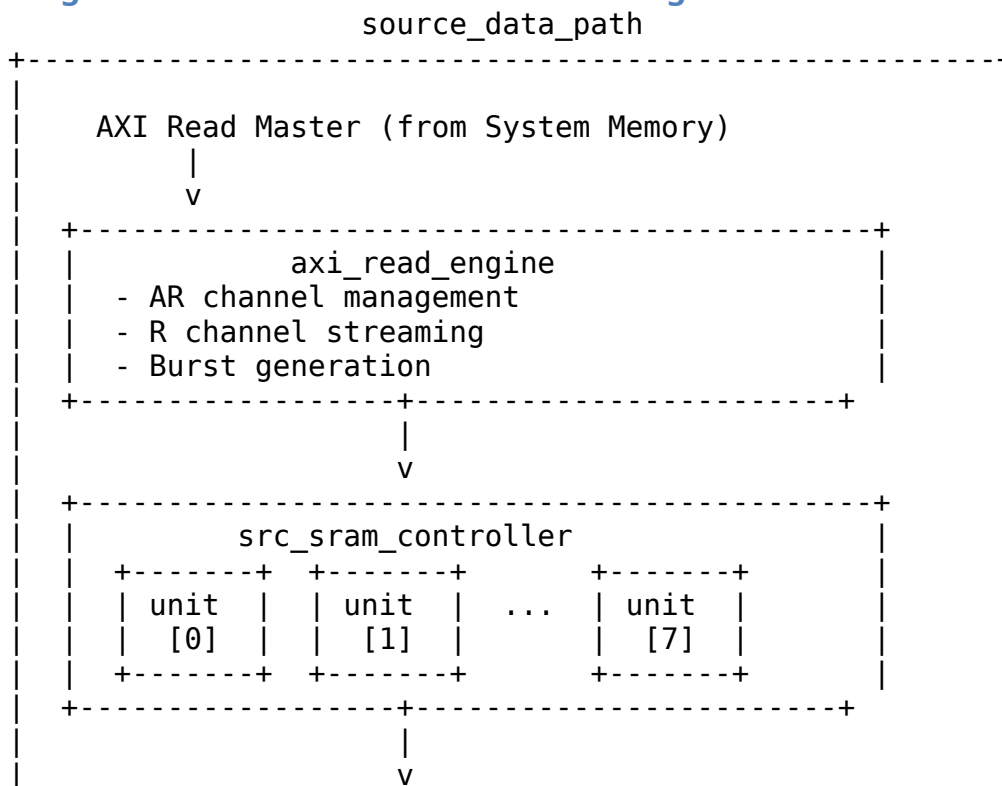 source_data_path
+--------------------------------------------------------
|
|    AXI Read Master (from System Memory)
|          |
|          v
|  +---------------------------------------------+
|  |            axi_read_engine                  |
|  |  - AR channel management                    |
|  |  - R channel streaming                      |
|  |  - Burst generation                         |
|  +------------------+------------------------+
|                      |
|                      v
|  +---------------------------------------------+
|  |         src_sram_controller                 |
|  |  +-------+  +-------+       +-------+       |
|  |  | unit  |  | unit  |  ...  | unit  |       |
|  |  |  [0]  |  |  [1]  |       |  [7]  |       |
|  |  +-------+  +-------+       +-------+       |
|  +------------------+------------------------+
|                      |
|                      v